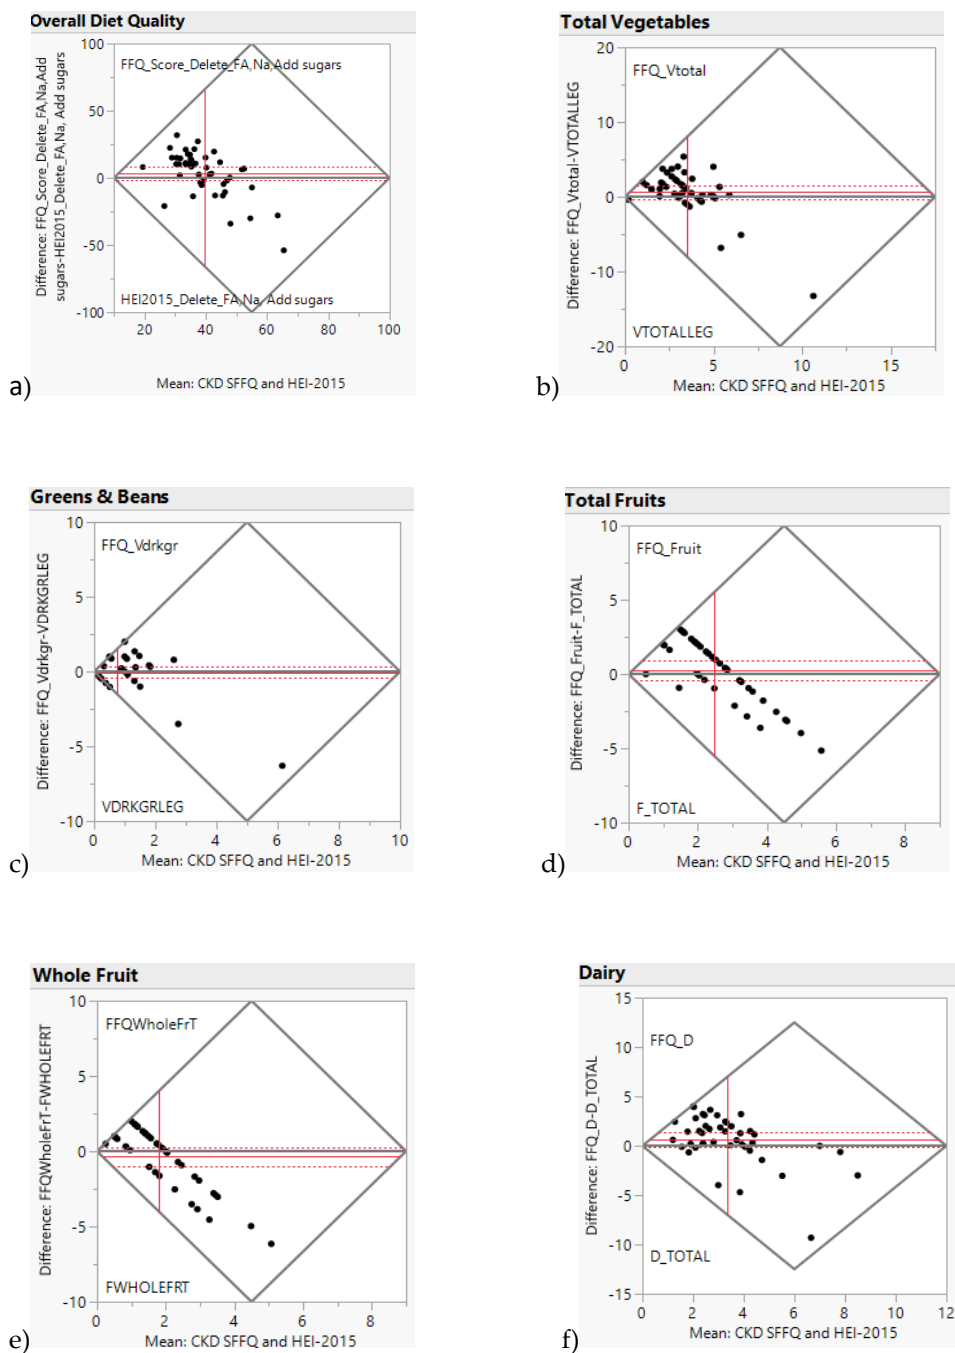 Overall Diet Quality
Difference: FFQ_Score_Delete_FA,Na,Add
sugars-HEI2015_Delete_FA,Na, Add sugars
100
50
0
-50
-100
FFQ_Score_Delete_FA,Na,Add sugars
HEI2015_Delete_FA,Na, Add sugars
20
40
60
80
100
Mean: CKD SFFQ and HEI-2015
a)
Total Vegetables
Difference: FFQ_Vtotal-VTOTALLEG
20
10
0
-10
-20
FFQ_Vtotal
VTOTALLEG
0
5
10
15
Mean: CKD SFFQ and HEI-2015
b)
Greens & Beans
Difference: FFQ_Vdrkgr-VDRKGRLEG
10
5
0
-5
-10
FFQ_Vdrkgr
VDRKGRLEG
0
2
4
6
8
10
Mean: CKD SFFQ and HEI-2015
c)
Total Fruits
Difference: FFQ_Fruit-F_TOTAL
10
5
0
-5
-10
FFQ_Fruit
F_TOTAL
0
2
4
6
8
Mean: CKD SFFQ and HEI-2015
d)
Whole Fruit
Difference: FFQWholeFrT-FWHOLEFRT
10
5
0
-5
-10
FFQWholeFrT
FWHOLEFRT
0
2
4
6
8
Mean: CKD SFFQ and HEI-2015
e)
Dairy
Difference: FFQ_D-D_TOTAL
15
10
5
0
-5
-10
-15
FFQ_D
D_TOTAL
0
2
4
6
8
10
12
Mean: CKD SFFQ and HEI-2015
f)